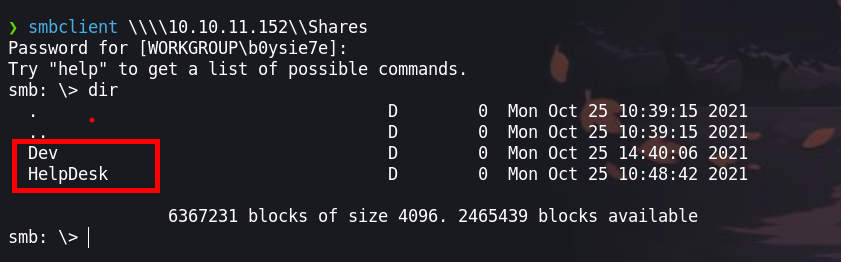 ❯ smbclient \\\\10.10.11.152\\Shares
Password for [WORKGROUP\b0ysie7e]:
Try "help" to get a list of possible commands.
smb: \> dir
  .                                   D        0  Mon Oct 25 10:39:15 2021
  ..                                  D        0  Mon Oct 25 10:39:15 2021
  Dev                                 D        0  Mon Oct 25 14:40:06 2021
  HelpDesk                            D        0  Mon Oct 25 10:48:42 2021
                6367231 blocks of size 4096. 2465439 blocks available
smb: \>